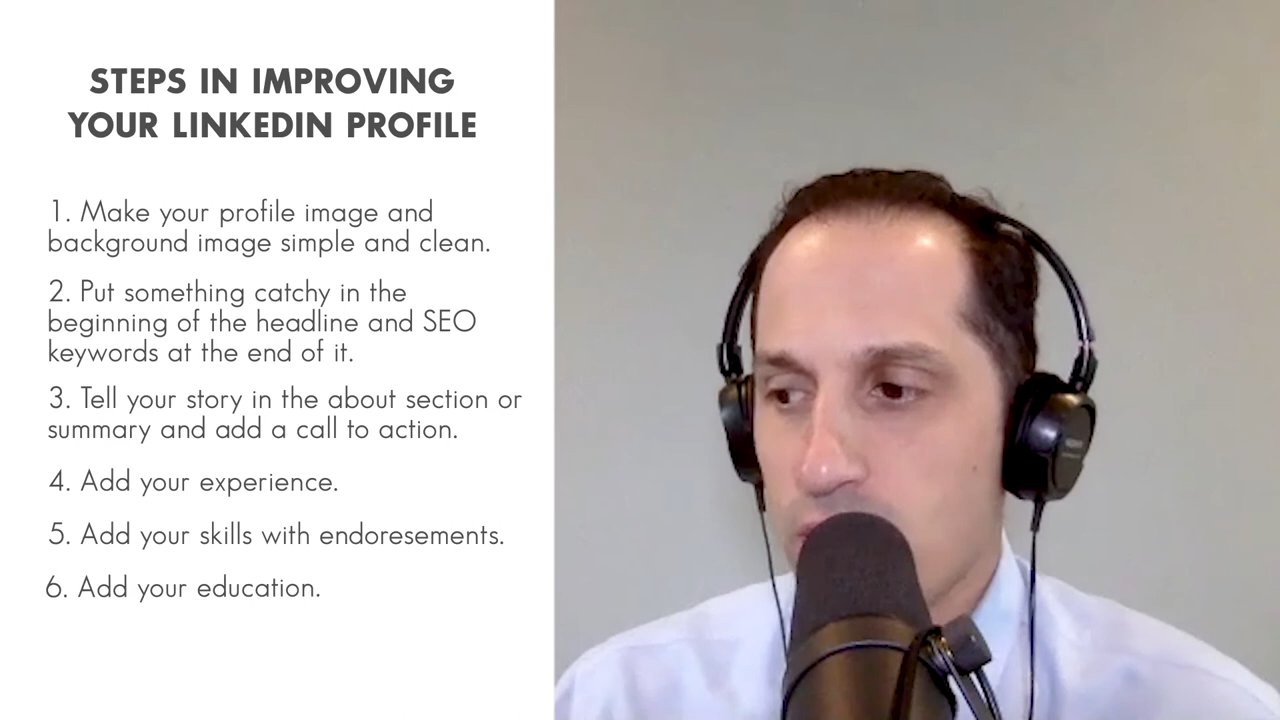 STEPS IN IMPROVING
YOUR LINKEDIN PROFILE
1. Make your profile image and
background image simple and clean.
2. Put something catchy in the
beginning of the headline and SEO
keywords at the end of it.
3. Tell your story in the about section or
summary and add a call to action.
4. Add your experience.
5. Add your skills with endoresements.
6. Add your education.